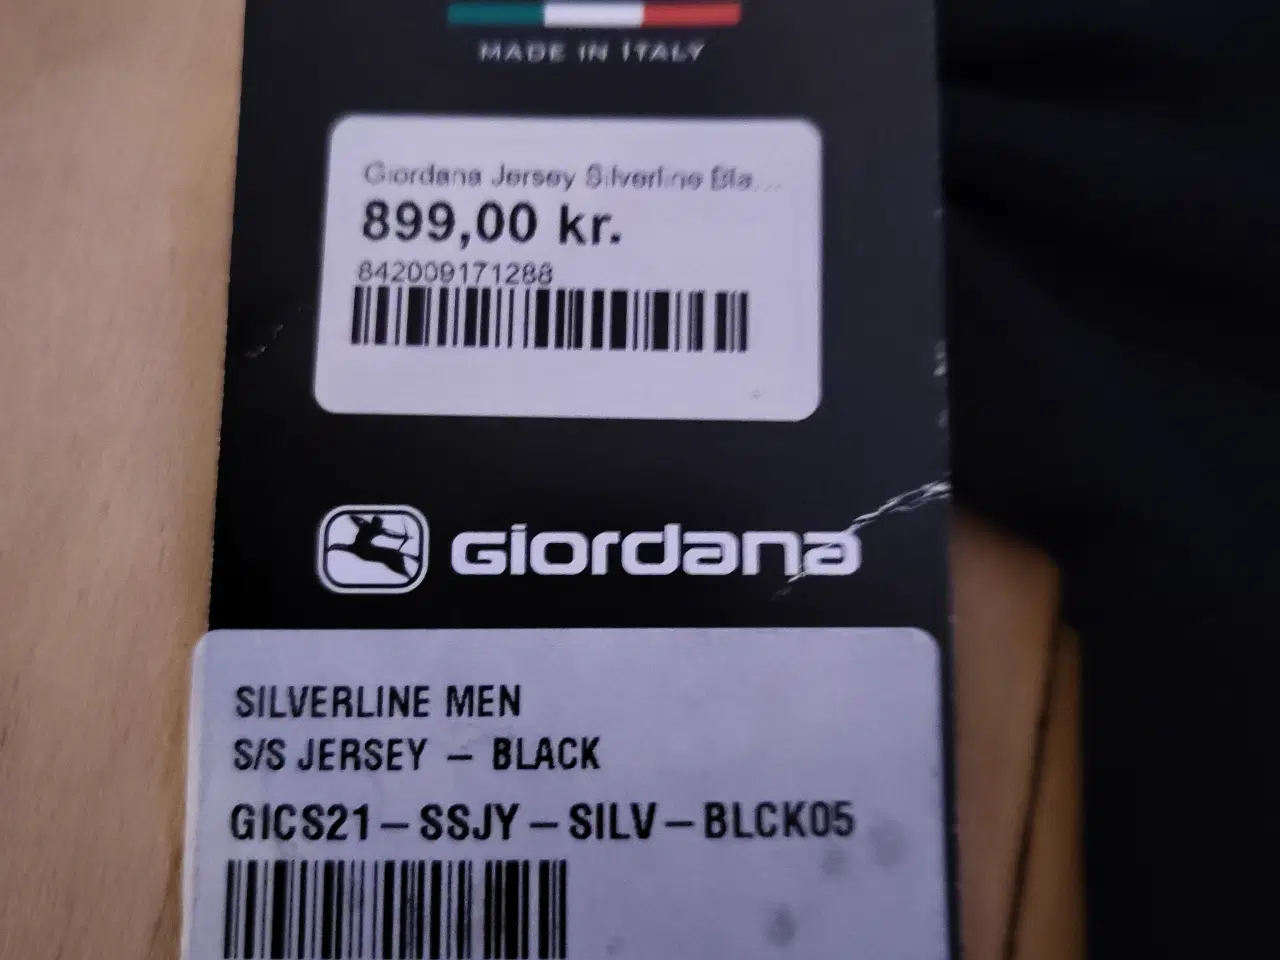 MADE IN ITALY
Giordana Jersey Silverline Bla...
899,00 kr.
842009171288
GIORDANA
SILVERLINE MEN
S/S JERSEY – BLACK
GICS21–SSJY–SILV–BLCK05